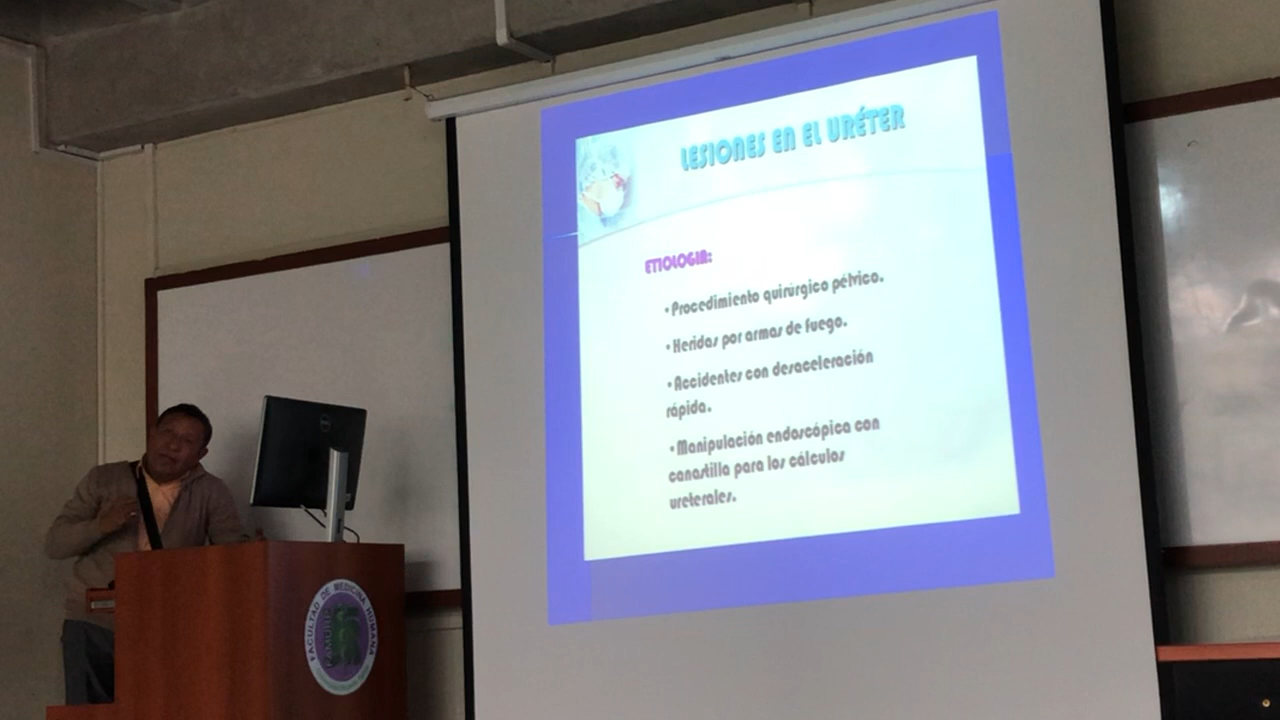 LESIONES EN EL URÉTER
ETIOLOGIA:
• Procedimiento quirúrgico pélvico.
• Heridas por armas de fuego.
• Accidentes con desaceleración
rápida.
• Manipulación endoscópica con
canastilla para los cálculos
ureterales.
FACULTAD DE MEDICINA HUMANA
DELL